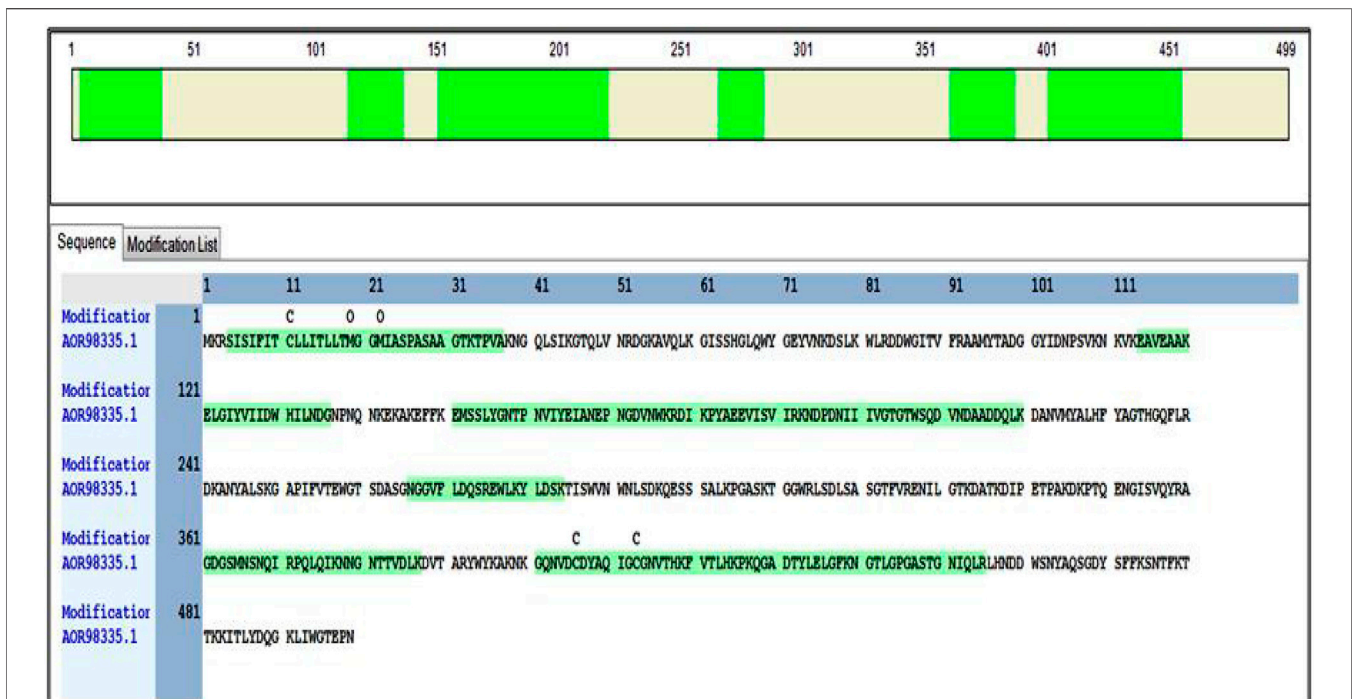 1 51 101 151 201 251 301 351 401 451 499
Sequence Modification List
1 11 21 31 41 51 61 71 81 91 101 111
Modificatior 1 C O O
AOR98335.1 MKRSISIFIT CLLITLLTMG GMIASPASAA GTKTPVAKNG QLSIKGTQLV NRDGKAVQLK GISSHGLQWY GEYVNKDSLK WLRDDWGITV FRAAMYTADG GYIDNPSVKN KVKEAVEAAK
Modificatior 121
AOR98335.1 ELGIYVIIDW HILNDGNPNQ NKEKAKEFFK EMSSLYGNTP NVIYEIANEP NGDVNWKRDI KPYAEEVISV IRKNDPDNII IVGTGTWSQD VNDAADDQLK DANVMYALHF YAGTHGQFLR
Modificatior 241
AOR98335.1 DKANYALSKG APIFVTEWGT SDASGNGGVF LDQSREWLKY LDSKTISWVN WNLSDKQESS SALKPGASKT GGWRLSDLSA SGTFVRENIL GTKDATKDIP ETPAKDKPTQ ENGISVQYRA
Modificatior 361 C C
AOR98335.1 GDGSMNSNQI RPQLQIKNNG NTTVDLKDVT ARYWYKAKNK GQNVDCDYAQ IGCGNVTHKF VTLHKPKQGA DTYLELGFKN GTLGPGASTG NIQLRLHNDD WSNYAQSGDY SFFKSNTFKT
Modificatior 481
AOR98335.1 TKKITLYDQG KLIWGTEPN